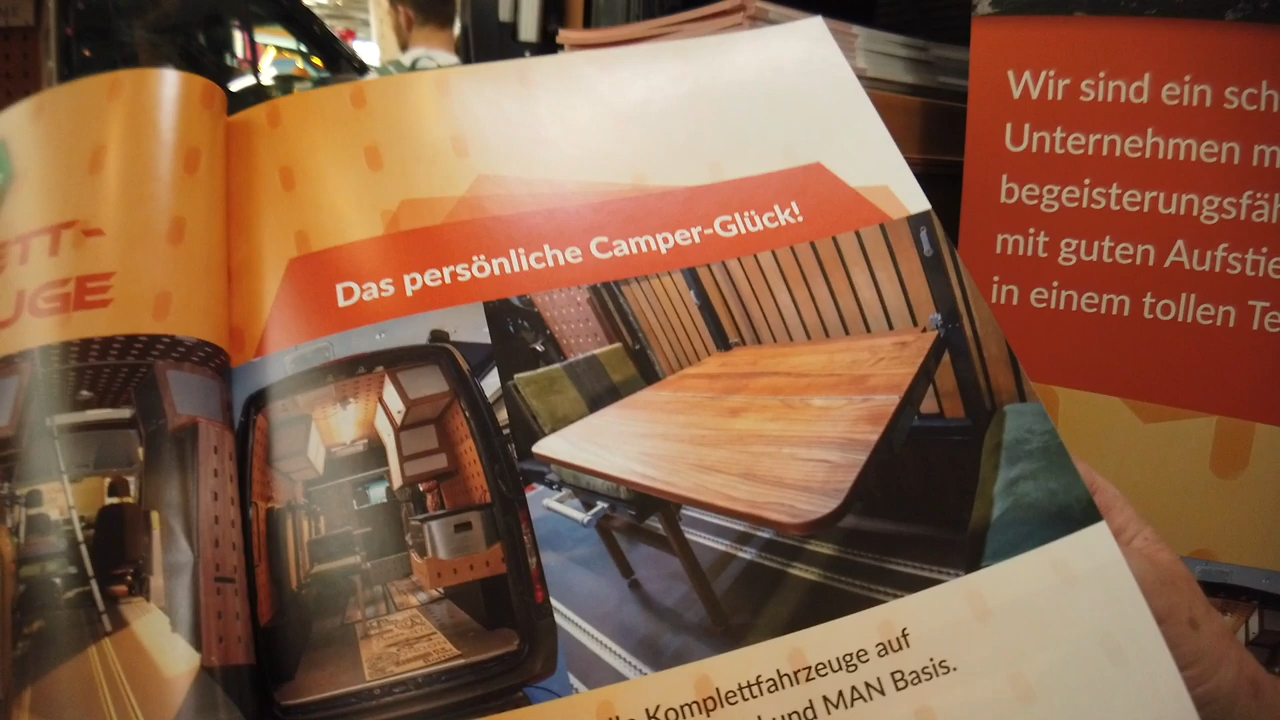 UGE
Das persönliche Camper-Glück!
Komplettfahrzeuge auf
und MAN Basis.
Wir sind ein sch
Unternehmen m
begeisterungsfäh
mit guten Aufstie
in einem tollen Te